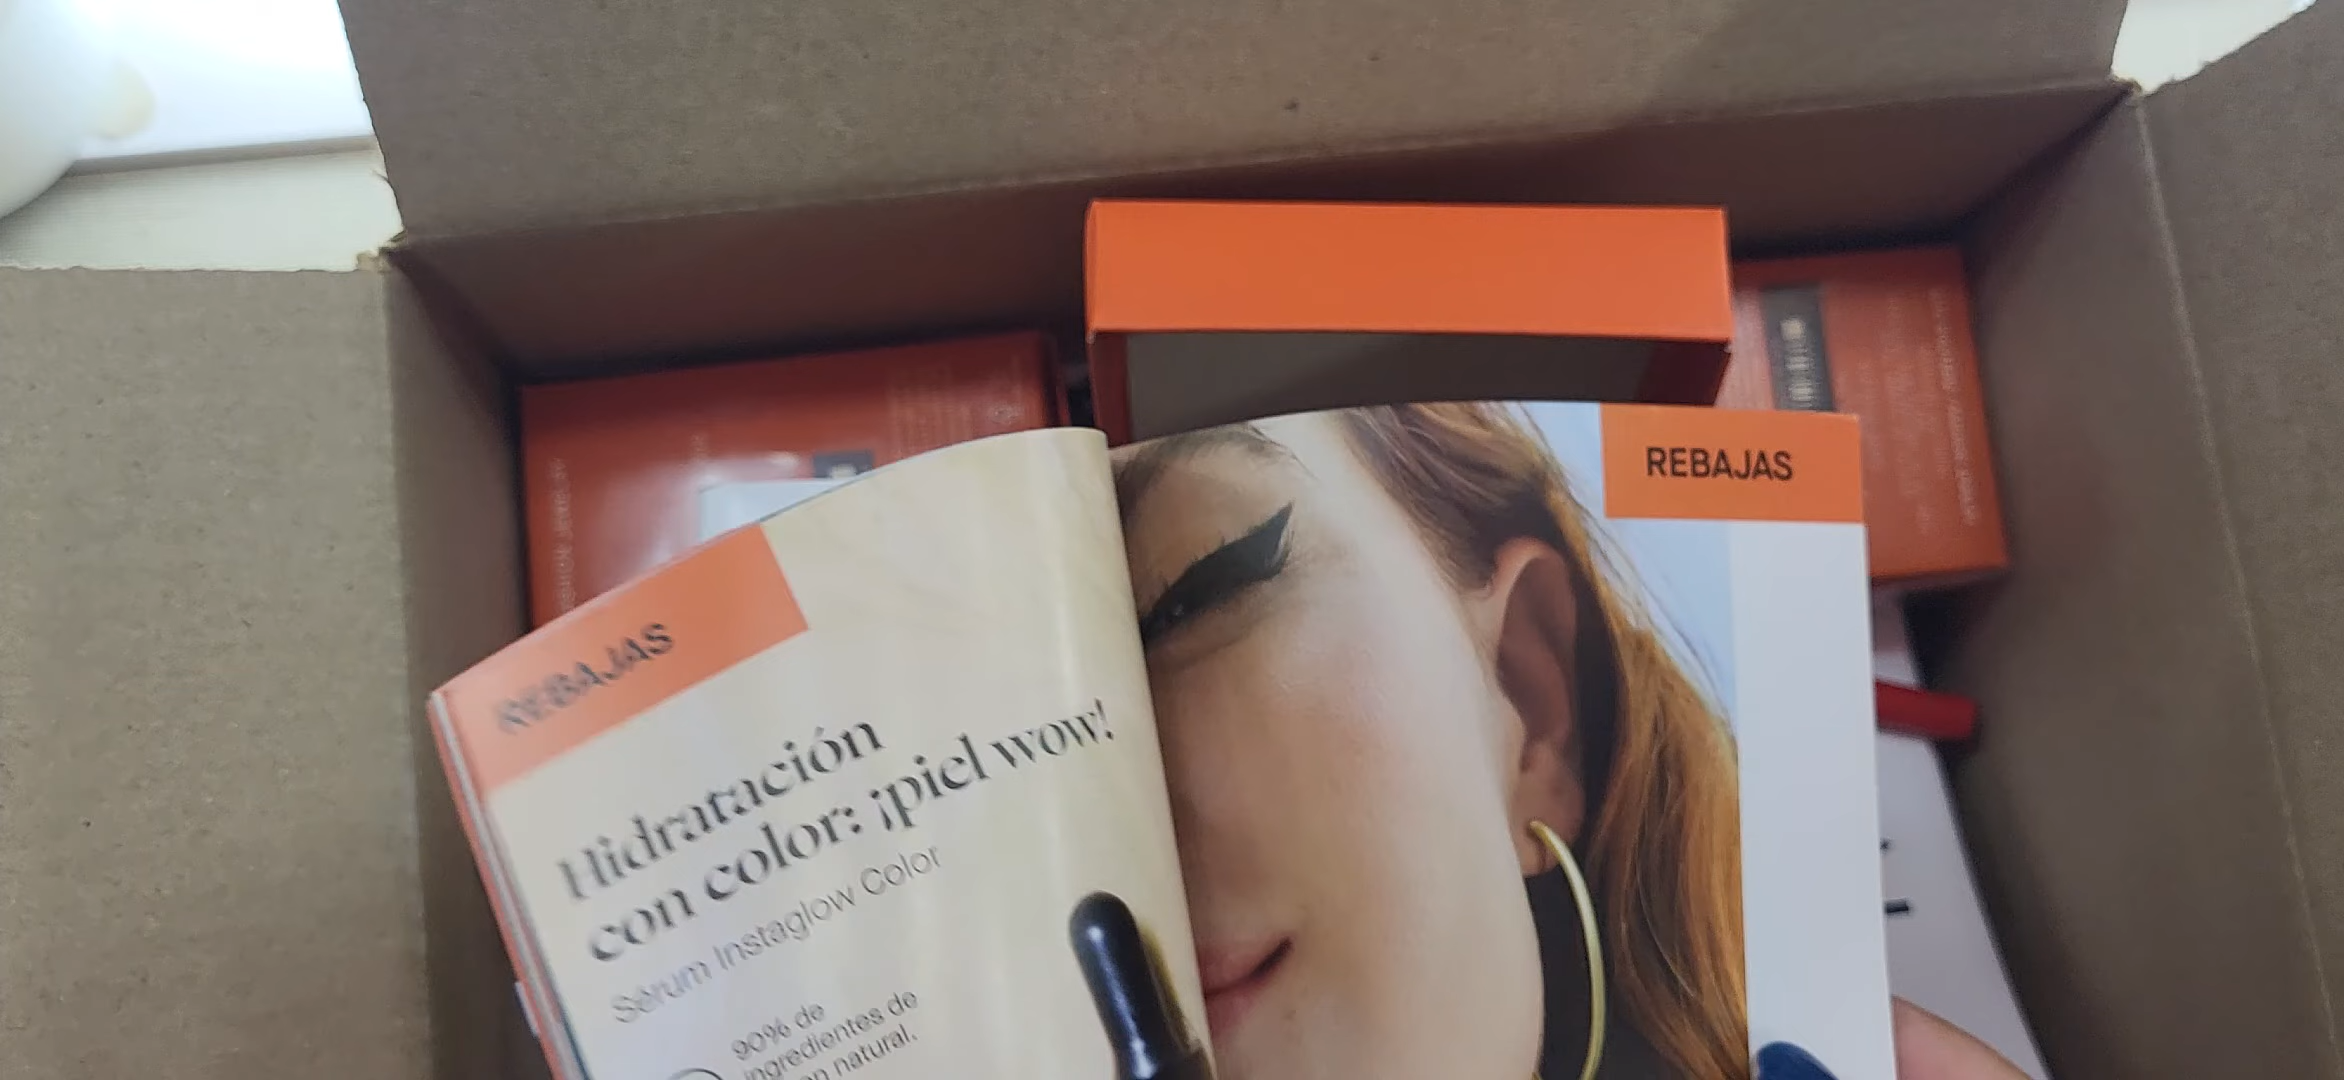 REBAJAS
Hidratación
con color: ¡piel wow!
Sérum Instaglow Color
90% de
ingredientes de
natural.
REBAJAS